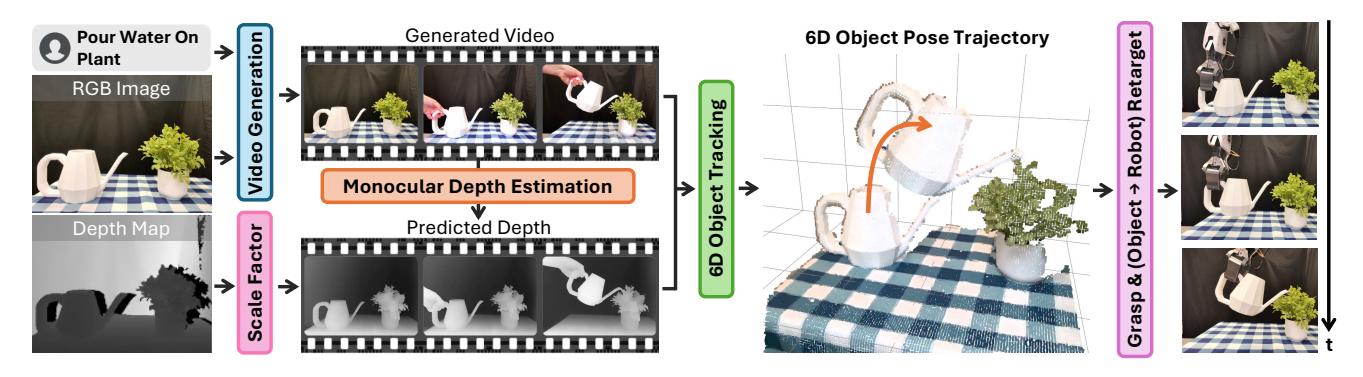 Pour Water On
Plant
RGB Image
Depth Map
Video Generation
Scale Factor
Generated Video
Monocular Depth Estimation
Predicted Depth
6D Object Tracking
6D Object Pose Trajectory
Grasp & (Object → Robot) Retarget
t